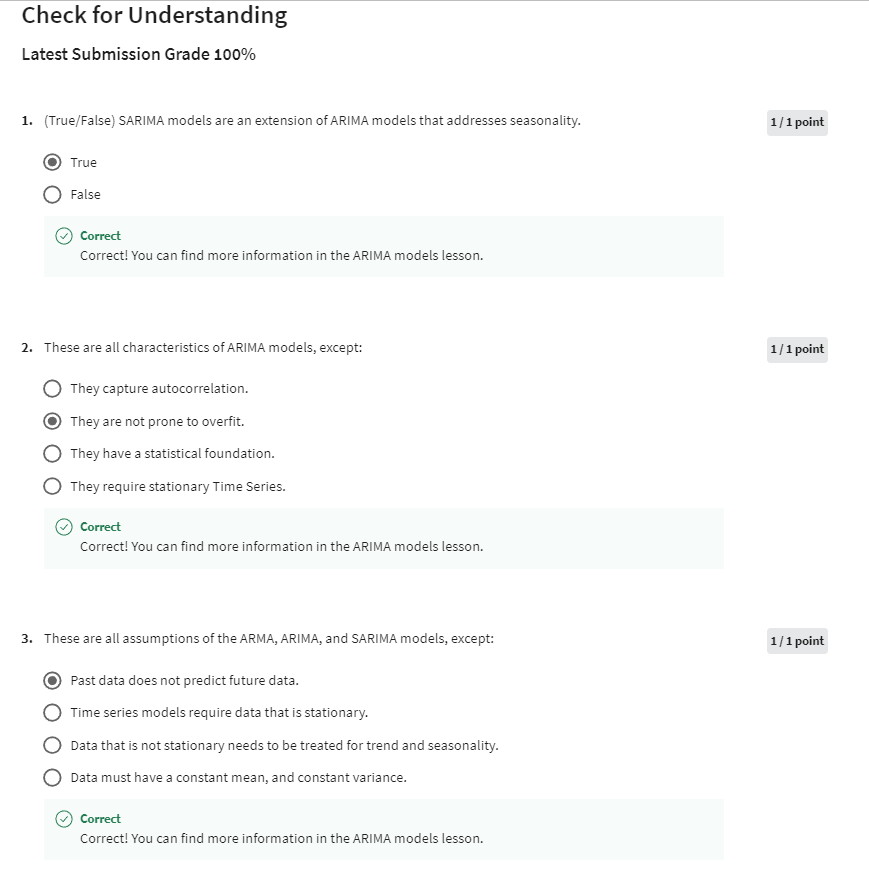 Check for Understanding
Latest Submission Grade 100%
1. (True/False) SARIMA models are an extension of ARIMA models that addresses seasonality.
1 / 1 point
True
False
Correct
Correct! You can find more information in the ARIMA models lesson.
2. These are all characteristics of ARIMA models, except:
1 / 1 point
They capture autocorrelation.
They are not prone to overfit.
They have a statistical foundation.
They require stationary Time Series.
Correct
Correct! You can find more information in the ARIMA models lesson.
3. These are all assumptions of the ARMA, ARIMA, and SARIMA models, except:
1 / 1 point
Past data does not predict future data.
Time series models require data that is stationary.
Data that is not stationary needs to be treated for trend and seasonality.
Data must have a constant mean, and constant variance.
Correct
Correct! You can find more information in the ARIMA models lesson.